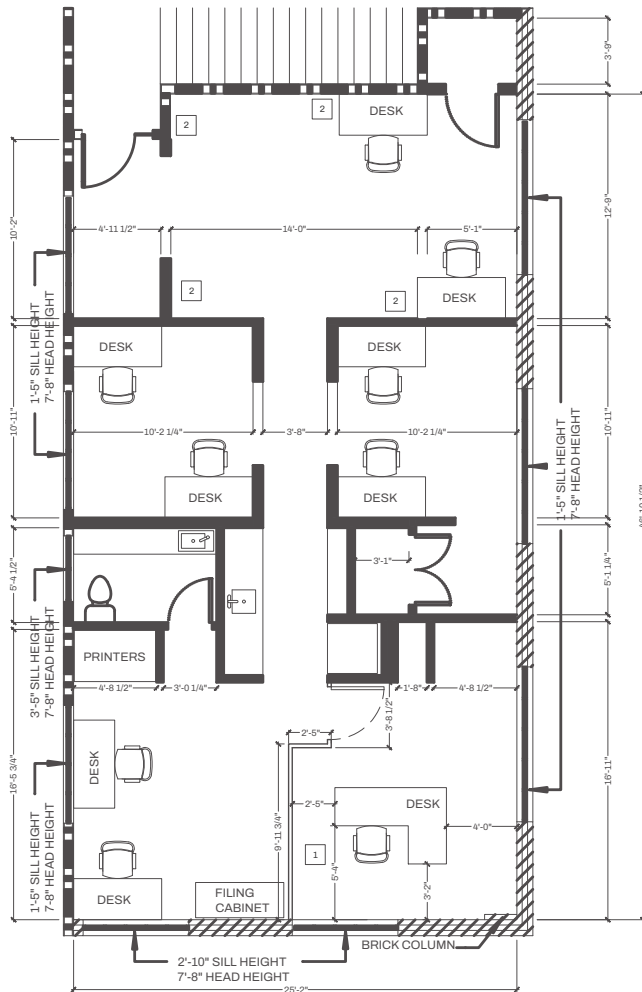 3'-9"
DESK
2
2
10'-2"
12'-9"
4'-11 1/2"
14'-0"
5'-1"
2
2
DESK
1'-5" SILL HEIGHT
7'-8" HEAD HEIGHT
DESK
DESK
10'-11"
10'-2 1/4"
3'-8"
10'-2 1/4"
10'-11"
1'-5" SILL HEIGHT
7'-8" HEAD HEIGHT
DESK
DESK
5'-4 1/2"
3'-1"
5'-1 1/4"
3'-5" SILL HEIGHT
7'-8" HEAD HEIGHT
PRINTERS
4'-8 1/2"
3'-0 1/4"
1'-8"
4'-8 1/2"
3'-8 1/2"
2'-5"
16'-5 3/4"
16'-11"
DESK
2'-5"
DESK
9'-11 3/4"
4'-0"
1'-5" SILL HEIGHT
7'-8" HEAD HEIGHT
1
5'-4"
3'-2"
DESK
FILING
CABINET
BRICK COLUMN
2'-10" SILL HEIGHT
7'-8" HEAD HEIGHT
25'-2"